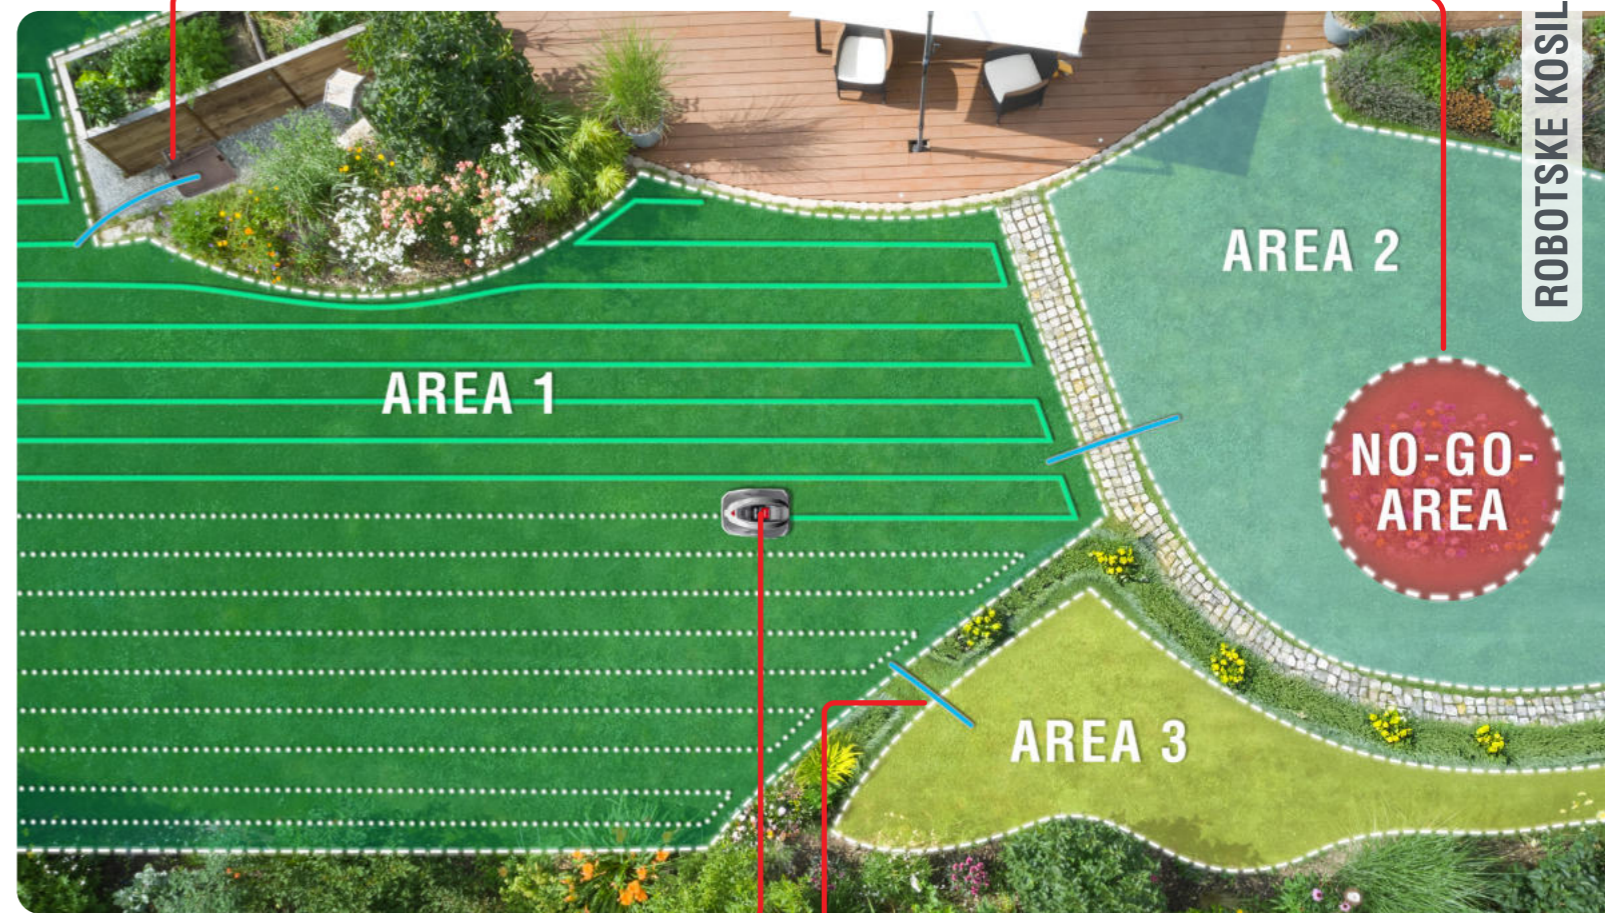 AREA 1
AREA 2
NO-GO-
AREA
AREA 3
ROBOTSKE KOSIL